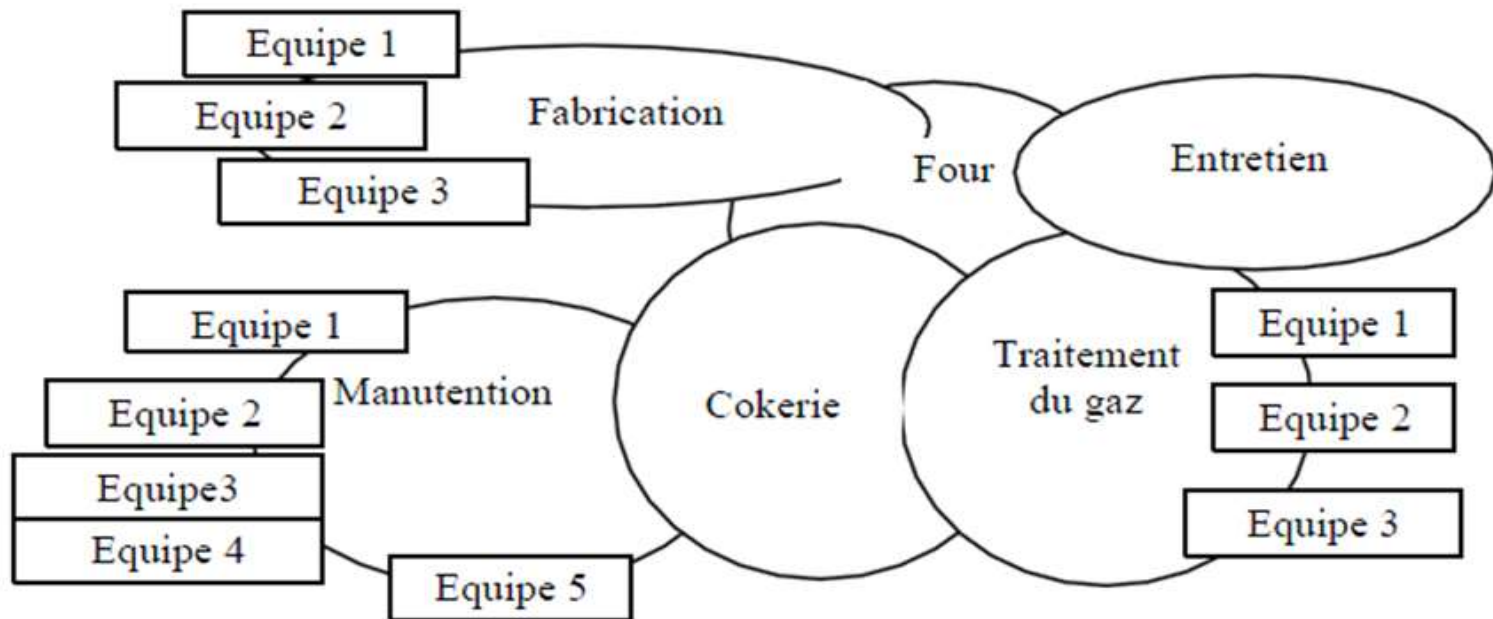 Equipe 1
Equipe 2
Equipe 3
Fabrication
Four
Entretien
Equipe 1
Equipe 2
Equipe3
Equipe 4
Equipe 5
Manutention
Cokerie
Traitement
du gaz
Equipe 1
Equipe 2
Equipe 3